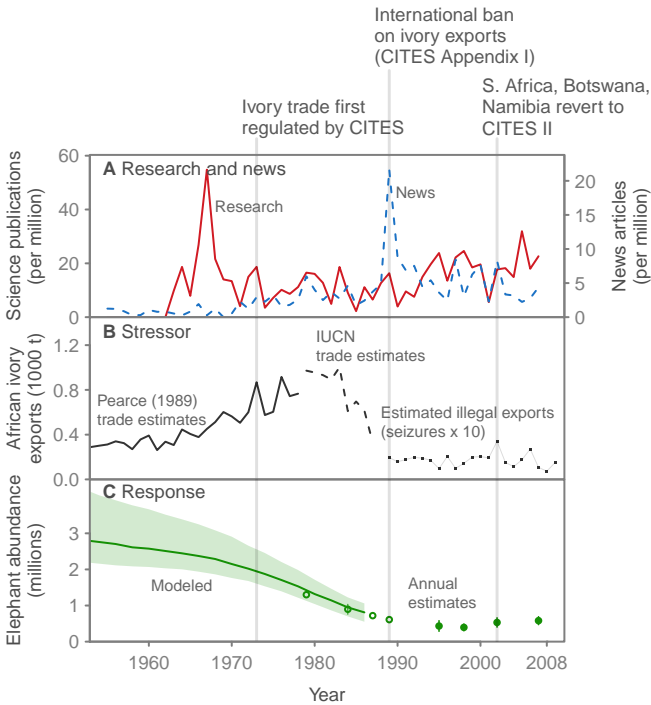 International ban
on ivory exports
(CITES Appendix I)
S. Africa, Botswana,
Namibia revert to
CITES II
Ivory trade first
regulated by CITES
A Research and news
Research
News
Science publications
(per million)
60
40
20
0
20
15
10
5
0
News articles
(per million)
B Stressor
IUCN
trade estimates
Pearce (1989)
trade estimates
Estimated illegal exports
(seizures x 10)
African ivory
exports (1000 t)
1.2
0.8
0.4
0.0
C Response
Modeled
Annual
estimates
Elephant abundance
(millions)
3
2
1
0
1960
1970
1980
1990
2000
2008
Year